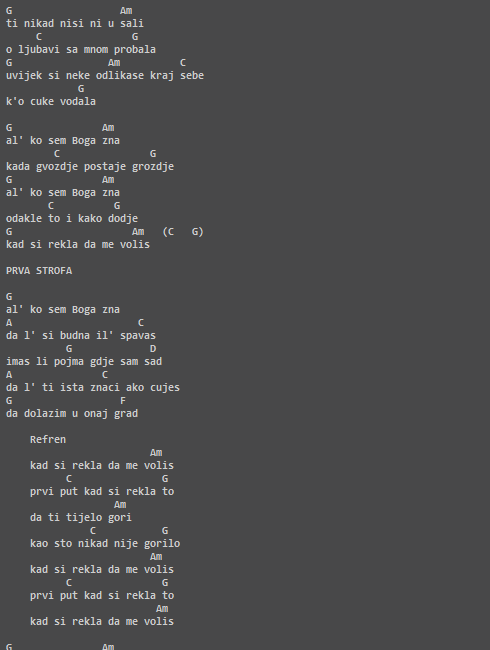 G                  Am
ti nikad nisi ni u sali
     C               G
o ljubavi sa mnom probala
G                Am          C
uvijek si neke odlikase kraj sebe
            G
k'o cuke vodala

G               Am
al' ko sem Boga zna
        C               G
kada gvozdje postaje grozdje
G               Am
al' ko sem Boga zna
       C          G
odakle to i kako dodje
G                    Am   (C   G)
kad si rekla da me volis

PRVA STROFA

G
al' ko sem Boga zna
A                     C
da l' si budna il' spavas
          G             D
imas li pojma gdje sam sad
A               C
da l' ti ista znaci ako cujes
G                  F
da dolazim u onaj grad

    Refren
                        Am
    kad si rekla da me volis
          C               G
    prvi put kad si rekla to
                  Am
    da ti tijelo gori
              C           G
    kao sto nikad nije gorilo
                        Am
    kad si rekla da me volis
          C               G
    prvi put kad si rekla to
                         Am
    kad si rekla da me volis

G               Am